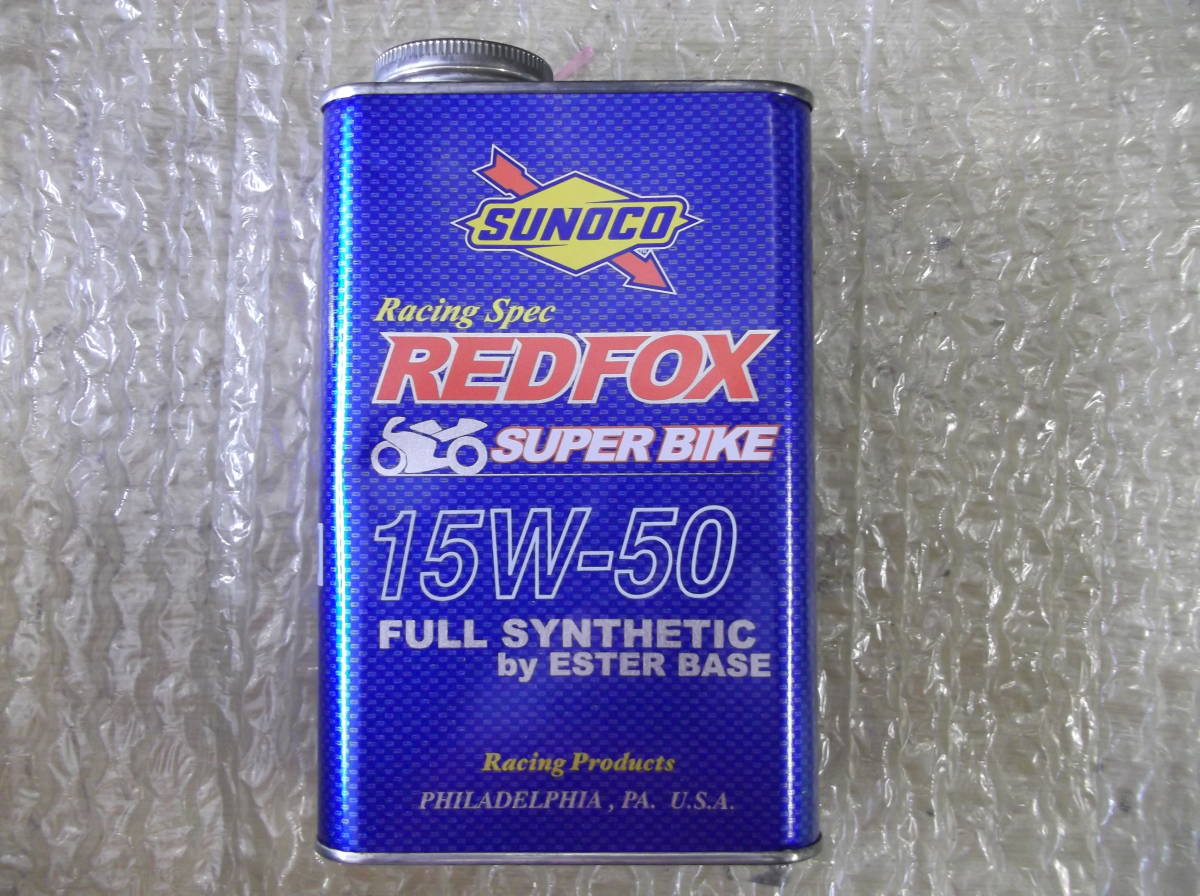 SUNOCO
Racing Spec
REDFOX
SUPER BIKE
15W-50
FULL SYNTHETIC
by ESTER BASE
Racing Products
PHILADELPHIA , PA. U.S.A.